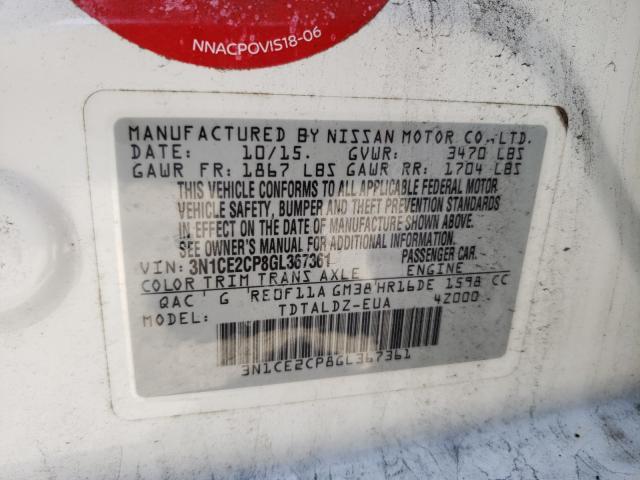 NNACPOVIS18-06
MANUFACTURED BY NISSAN MOTOR CO.,LTD.
DATE: 10/15. GVWR: 3470 LBS
GAWR FR: 1867 LBS GAWR RR: 1704 LBS
THIS VEHICLE CONFORMS TO ALL APPLICABLE FEDERAL MOTOR
VEHICLE SAFETY, BUMPER AND THEFT PREVENTION STANDARDS
IN EFFECT ON THE DATE OF MANUFACTURE SHOWN ABOVE.
SEE OWNER'S MANUAL FOR ADDITIONAL INFORMATION.
VIN: 3N1CE2CP8GL367361 PASSENGER CAR
COLOR TRIM TRANS AXLE ENGINE
QAC G RE0F11A GM38 HR16DE 1598 CC
MODEL: TDTALDZ-EUA 4Z000
3N1CE2CP8GL367361